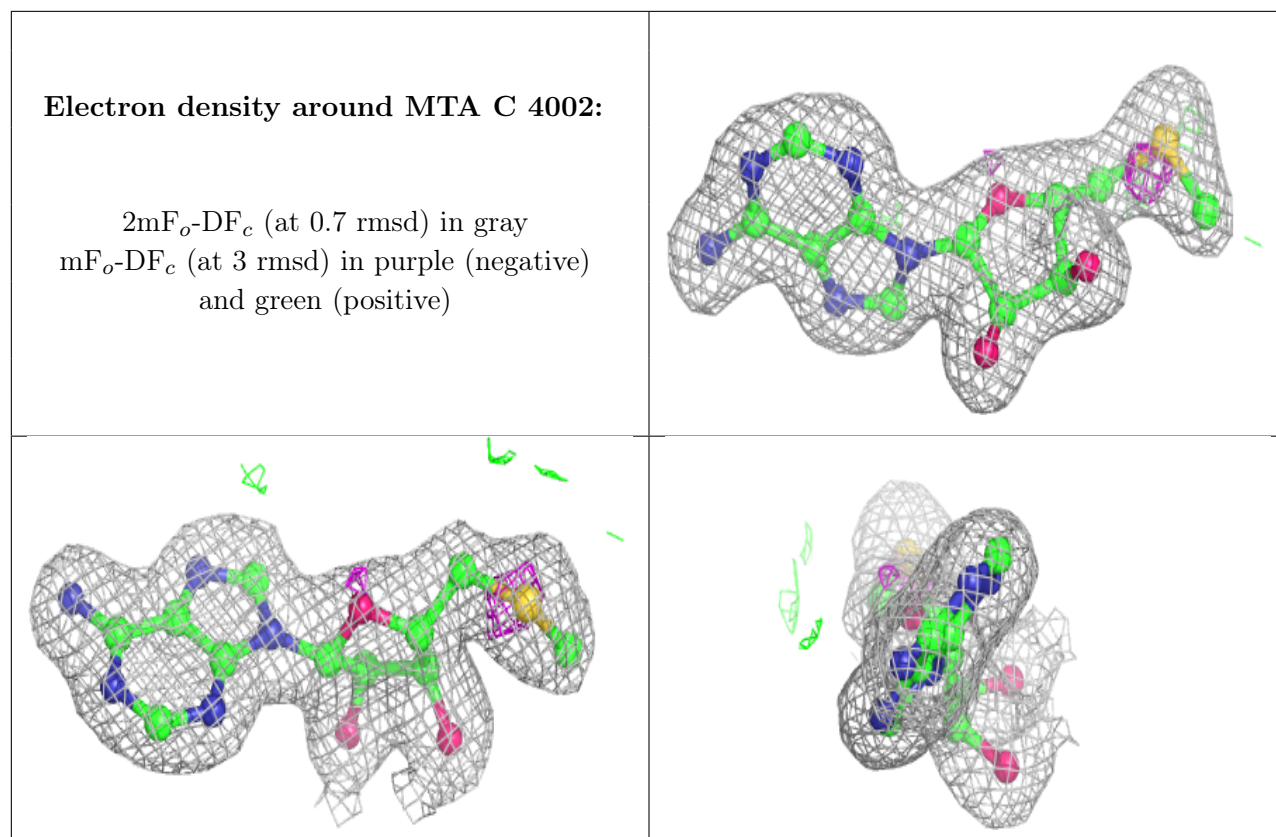 Electron density around MTA C 4002:
2mFo-DFc (at 0.7 rmsd) in gray
mFo-DFc (at 3 rmsd) in purple (negative)
and green (positive)